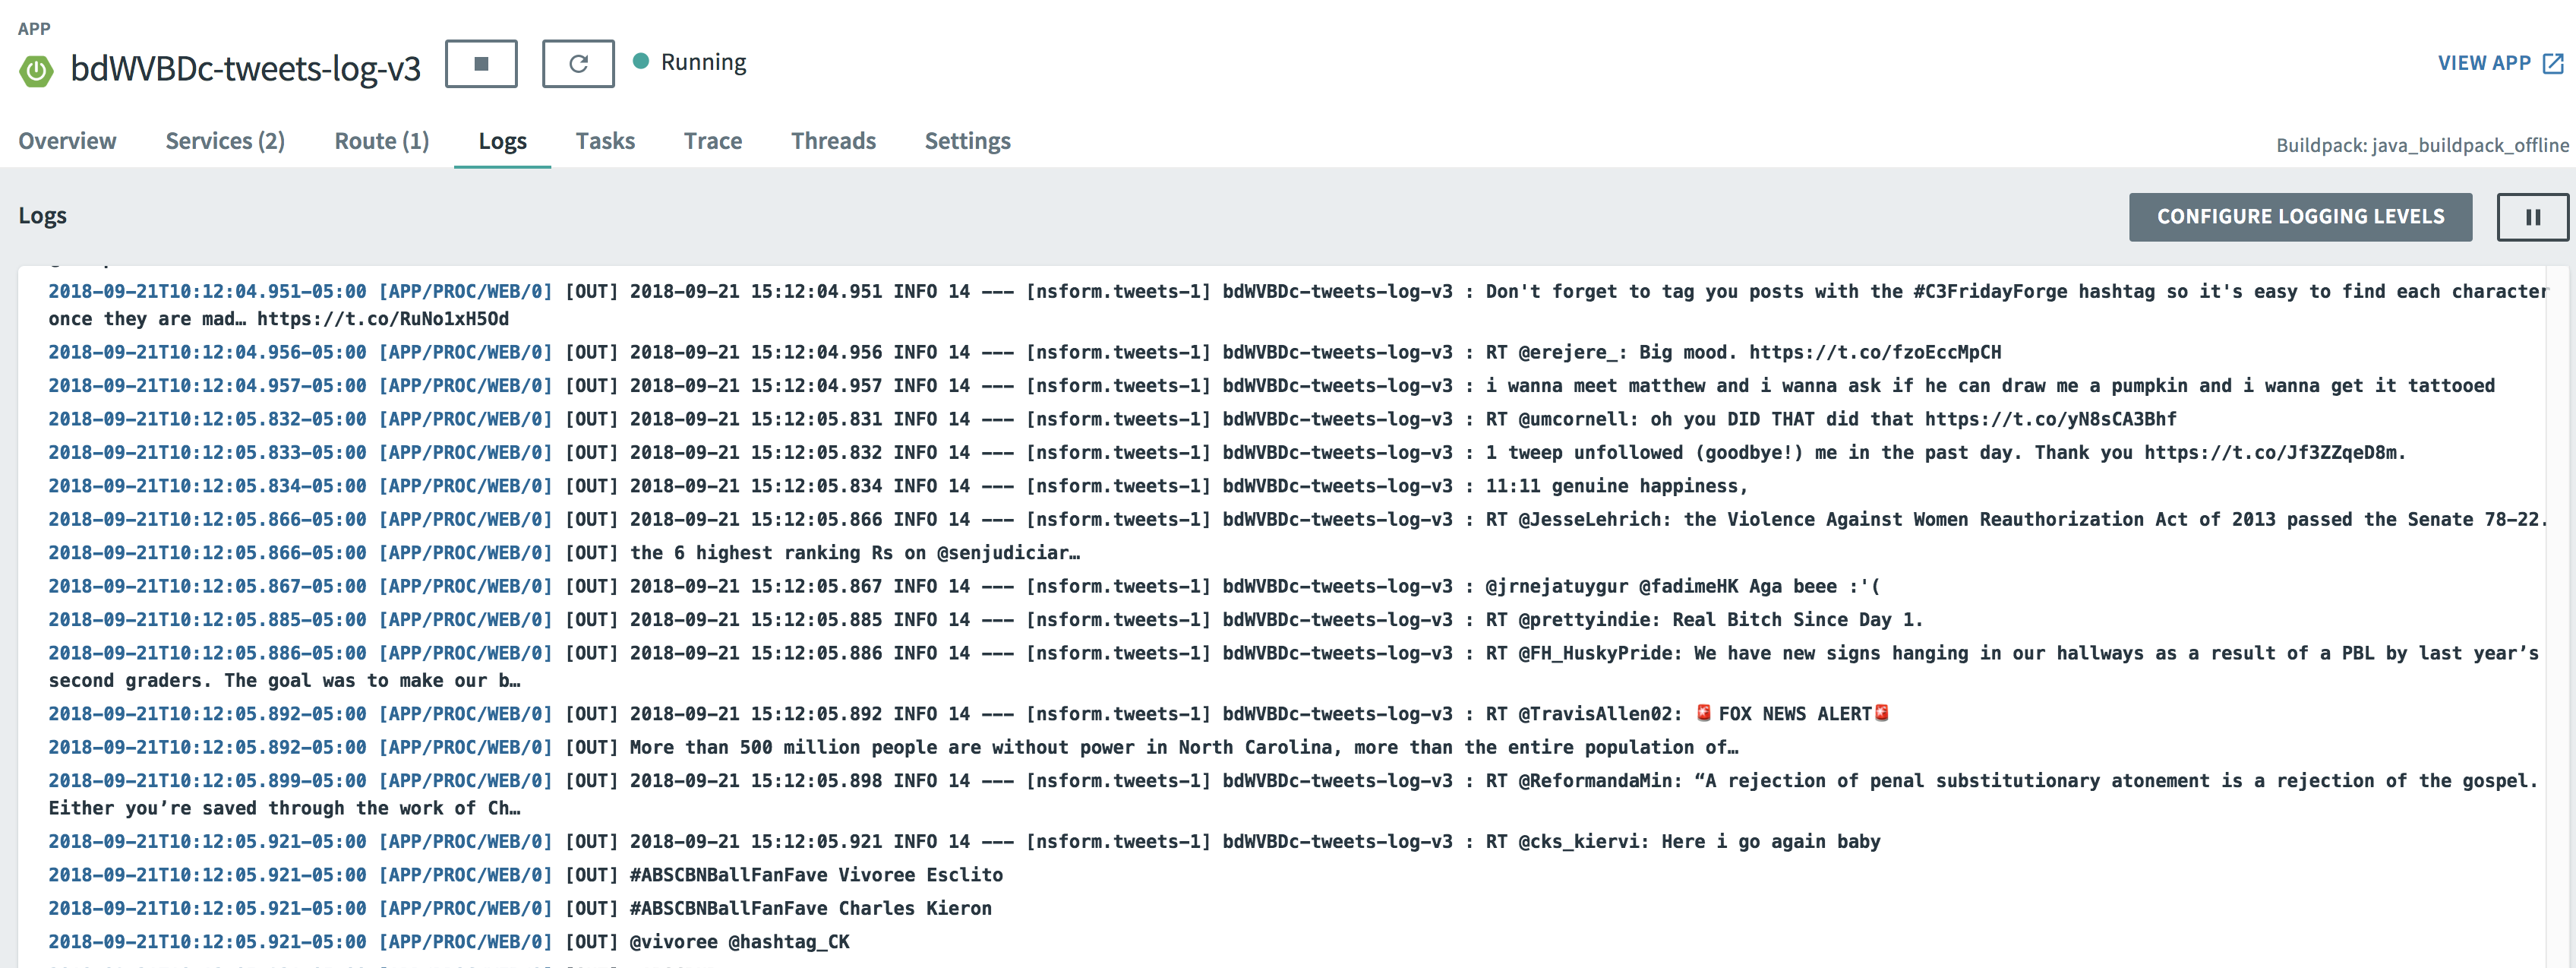 APP
bdWVBDc-tweets-log-v3
Running
VIEW APP
Overview Services (2) Route (1) Logs Tasks Trace Threads Settings
Buildpack: java_buildpack_offline
Logs
CONFIGURE LOGGING LEVELS
2018-09-21T10:12:04.951-05:00 [APP/PROC/WEB/0] [OUT] 2018-09-21 15:12:04.951 INFO 14 --- [nsform.tweets-1] bdWVBDc-tweets-log-v3 : Don't forget to tag you posts with the #C3FridayForge hashtag so it's easy to find each character
once they are mad… https://t.co/RuNo1xH5Od
2018-09-21T10:12:04.956-05:00 [APP/PROC/WEB/0] [OUT] 2018-09-21 15:12:04.956 INFO 14 --- [nsform.tweets-1] bdWVBDc-tweets-log-v3 : RT @erejere_: Big mood. https://t.co/fzoEccMpCH
2018-09-21T10:12:04.957-05:00 [APP/PROC/WEB/0] [OUT] 2018-09-21 15:12:04.957 INFO 14 --- [nsform.tweets-1] bdWVBDc-tweets-log-v3 : i wanna meet matthew and i wanna ask if he can draw me a pumpkin and i wanna get it tattooed
2018-09-21T10:12:05.832-05:00 [APP/PROC/WEB/0] [OUT] 2018-09-21 15:12:05.831 INFO 14 --- [nsform.tweets-1] bdWVBDc-tweets-log-v3 : RT @umcornell: oh you DID THAT did that https://t.co/yN8sCA3Bhf
2018-09-21T10:12:05.833-05:00 [APP/PROC/WEB/0] [OUT] 2018-09-21 15:12:05.832 INFO 14 --- [nsform.tweets-1] bdWVBDc-tweets-log-v3 : 1 tweep unfollowed (goodbye!) me in the past day. Thank you https://t.co/Jf3ZZqeD8m.
2018-09-21T10:12:05.834-05:00 [APP/PROC/WEB/0] [OUT] 2018-09-21 15:12:05.834 INFO 14 --- [nsform.tweets-1] bdWVBDc-tweets-log-v3 : 11:11 genuine happiness,
2018-09-21T10:12:05.866-05:00 [APP/PROC/WEB/0] [OUT] 2018-09-21 15:12:05.866 INFO 14 --- [nsform.tweets-1] bdWVBDc-tweets-log-v3 : RT @JesseLehrich: the Violence Against Women Reauthorization Act of 2013 passed the Senate 78-22.
2018-09-21T10:12:05.866-05:00 [APP/PROC/WEB/0] [OUT] the 6 highest ranking Rs on @senjudiciar…
2018-09-21T10:12:05.867-05:00 [APP/PROC/WEB/0] [OUT] 2018-09-21 15:12:05.867 INFO 14 --- [nsform.tweets-1] bdWVBDc-tweets-log-v3 : @jrnejatuygur @fadimeHK Aga beee :'(
2018-09-21T10:12:05.885-05:00 [APP/PROC/WEB/0] [OUT] 2018-09-21 15:12:05.885 INFO 14 --- [nsform.tweets-1] bdWVBDc-tweets-log-v3 : RT @prettyindie: Real Bitch Since Day 1.
2018-09-21T10:12:05.886-05:00 [APP/PROC/WEB/0] [OUT] 2018-09-21 15:12:05.886 INFO 14 --- [nsform.tweets-1] bdWVBDc-tweets-log-v3 : RT @FH_HuskyPride: We have new signs hanging in our hallways as a result of a PBL by last year’s
second graders. The goal was to make our b…
2018-09-21T10:12:05.892-05:00 [APP/PROC/WEB/0] [OUT] 2018-09-21 15:12:05.892 INFO 14 --- [nsform.tweets-1] bdWVBDc-tweets-log-v3 : RT @TravisAllen02: 🚨 FOX NEWS ALERT🚨
2018-09-21T10:12:05.892-05:00 [APP/PROC/WEB/0] [OUT] More than 500 million people are without power in North Carolina, more than the entire population of…
2018-09-21T10:12:05.899-05:00 [APP/PROC/WEB/0] [OUT] 2018-09-21 15:12:05.898 INFO 14 --- [nsform.tweets-1] bdWVBDc-tweets-log-v3 : RT @ReformandaMin: “A rejection of penal substitutionary atonement is a rejection of the gospel.
Either you’re saved through the work of Ch…
2018-09-21T10:12:05.921-05:00 [APP/PROC/WEB/0] [OUT] 2018-09-21 15:12:05.921 INFO 14 --- [nsform.tweets-1] bdWVBDc-tweets-log-v3 : RT @cks_kiervi: Here i go again baby
2018-09-21T10:12:05.921-05:00 [APP/PROC/WEB/0] [OUT] #ABSCBNBallFanFave Vivoree Esclito
2018-09-21T10:12:05.921-05:00 [APP/PROC/WEB/0] [OUT] #ABSCBNBallFanFave Charles Kieron
2018-09-21T10:12:05.921-05:00 [APP/PROC/WEB/0] [OUT] @vivoree @hashtag_CK